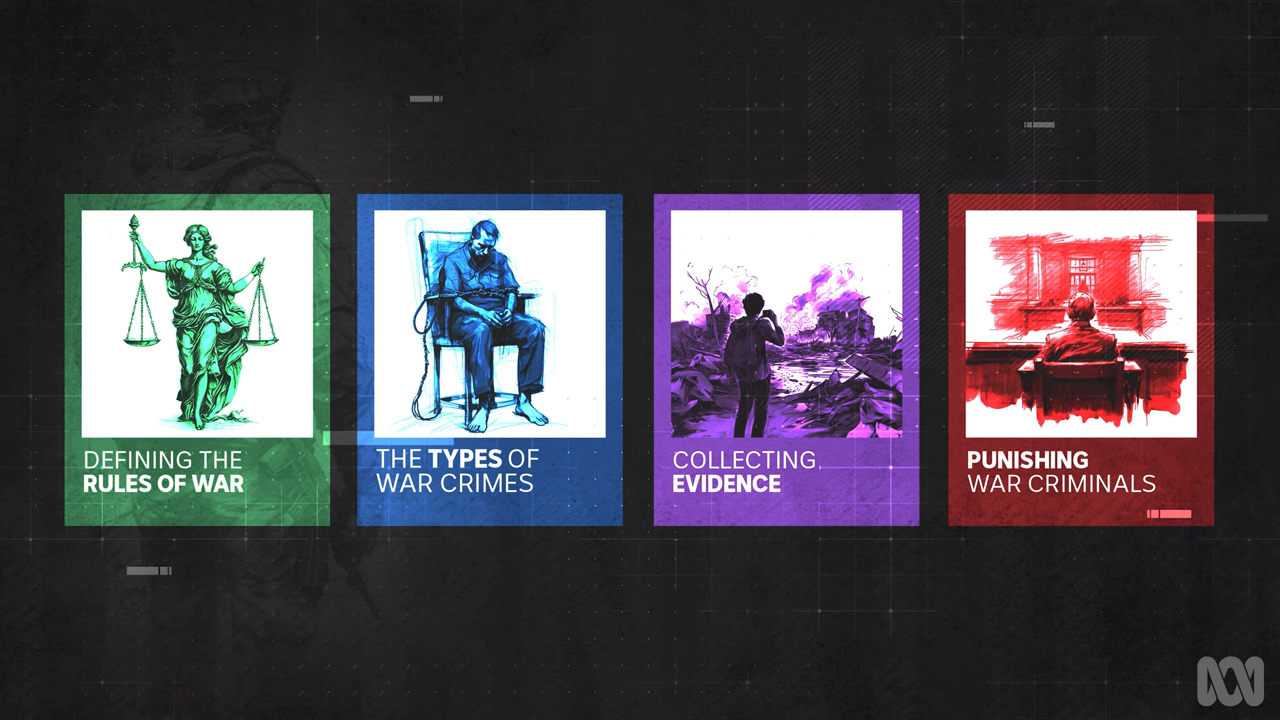 DEFINING THE
RULES OF WAR
THE TYPES OF
WAR CRIMES
COLLECTING
EVIDENCE
PUNISHING
WAR CRIMINALS